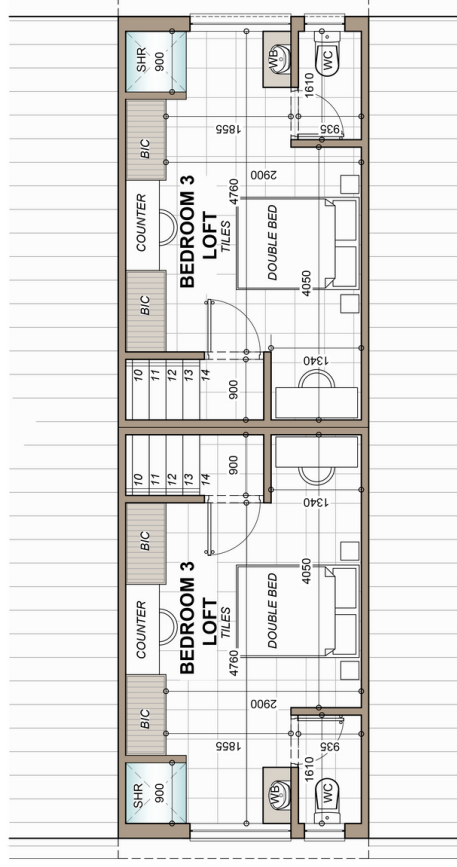 SHR
900
WB
WC
1610
1855
935
BIC
2900
4760
COUNTER
BEDROOM 3
LOFT
TILES
DOUBLE BED
4050
BIC
1340
10
11
12
13
14
900
10
11
12
13
14
900
1340
BIC
4050
COUNTER
BEDROOM 3
LOFT
TILES
DOUBLE BED
4760
2900
BIC
1855
935
1610
SHR
900
WB
WC